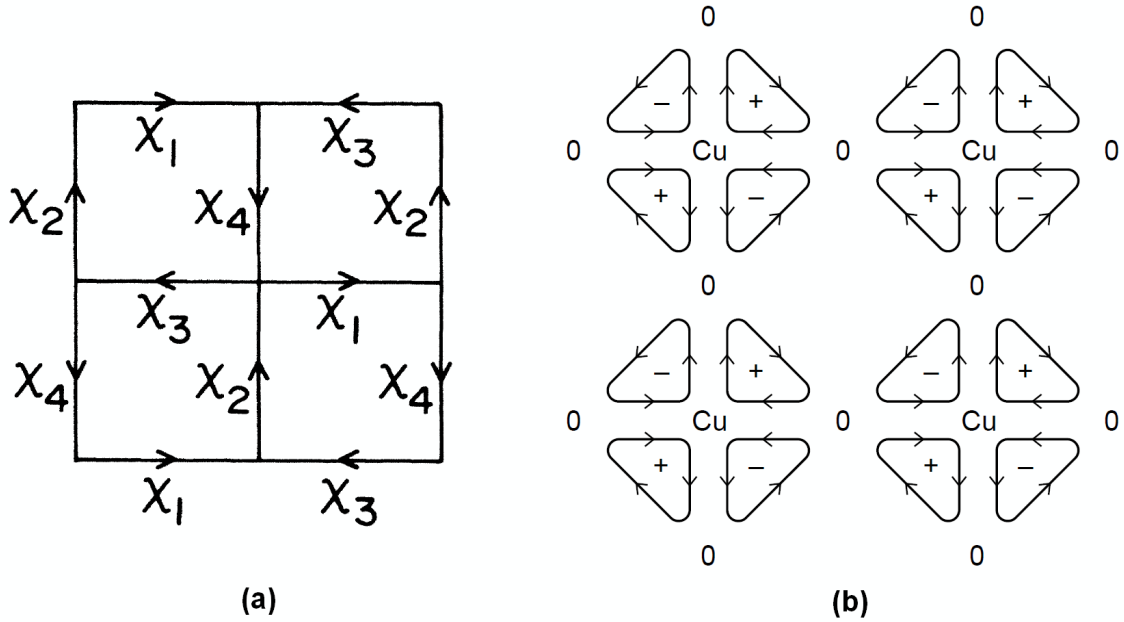 χ1 χ3
χ2 χ4 χ2
χ3 χ1
χ4 χ2 χ4
χ1 χ3
(a)
0 0
− + − +
0 Cu 0 Cu 0
+ − + −
0 0
− + − +
0 Cu 0 Cu 0
+ − + −
0 0
(b)